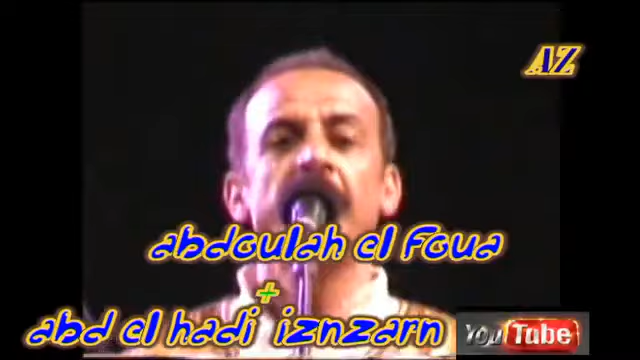 AZ
abdoulah el foua
+
abd el hadi iznzarn
YouTube